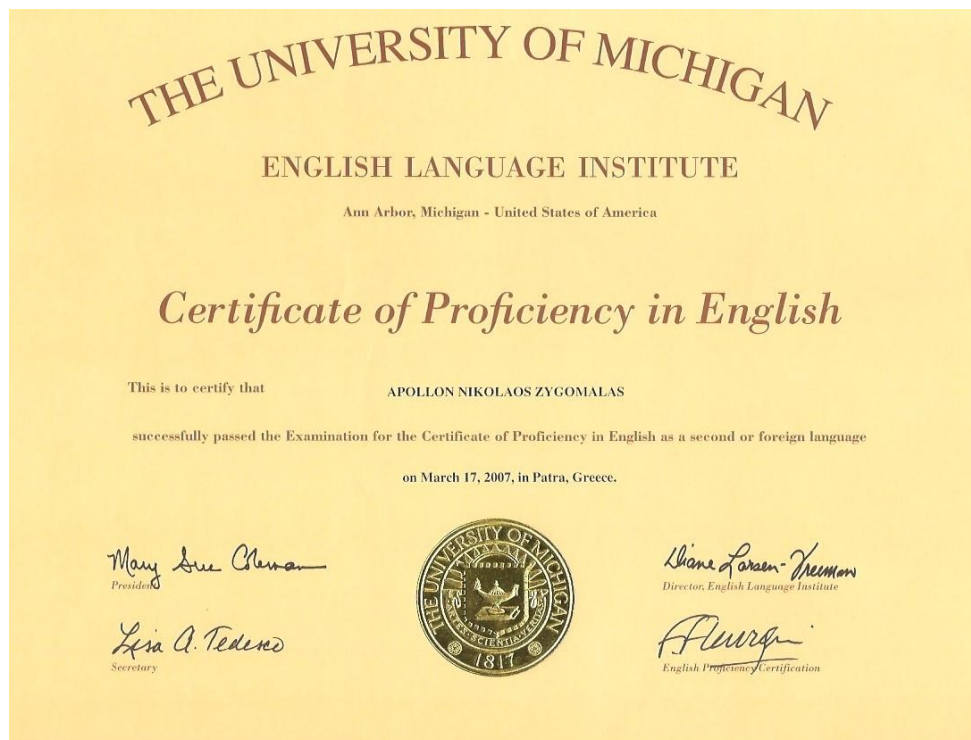 THE UNIVERSITY OF MICHIGAN
ENGLISH LANGUAGE INSTITUTE
Ann Arbor, Michigan - United States of America
Certificate of Proficiency in English
This is to certify that APOLLON NIKOLAOS ZYGOMALAS
successfully passed the Examination for the Certificate of Proficiency in English as a second or foreign language
on March 17, 2007, in Patra, Greece.
Mary Sue Coleman
President
Lisa A. Tedesco
Secretary
THE UNIVERSITY OF MICHIGAN
ARTES·SCIENTIA·VERITAS
1817
Diane Larsen-Freeman
Director, English Language Institute
English Proficiency Certification